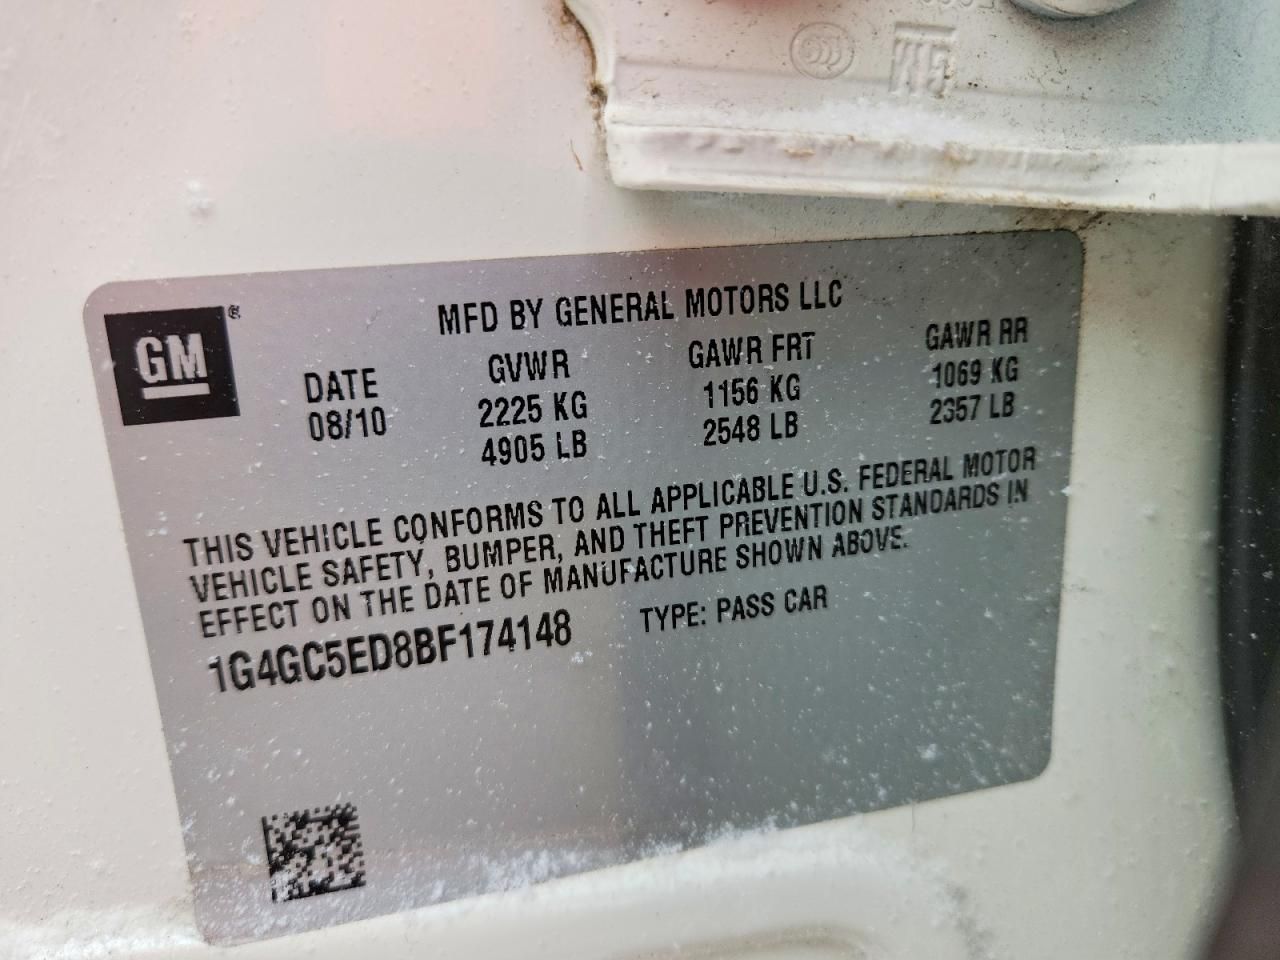 GM
®
MFD BY GENERAL MOTORS LLC
DATE GVWR GAWR FRT GAWR RR
08/10 2225 KG 1156 KG 1069 KG
4905 LB 2548 LB 2357 LB
THIS VEHICLE CONFORMS TO ALL APPLICABLE U.S. FEDERAL MOTOR
VEHICLE SAFETY, BUMPER, AND THEFT PREVENTION STANDARDS IN
EFFECT ON THE DATE OF MANUFACTURE SHOWN ABOVE.
1G4GC5ED8BF174148 TYPE: PASS CAR